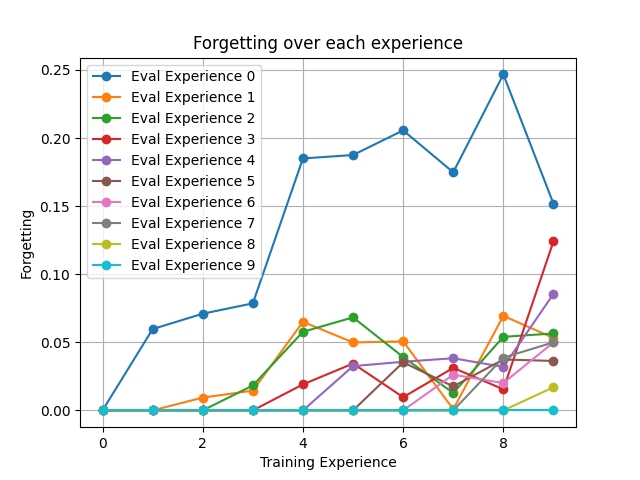 Forgetting over each experience
0.25
0.20
0.15
0.10
0.05
0.00
Forgetting
Eval Experience 0
Eval Experience 1
Eval Experience 2
Eval Experience 3
Eval Experience 4
Eval Experience 5
Eval Experience 6
Eval Experience 7
Eval Experience 8
Eval Experience 9
0 2 4 6 8
Training Experience